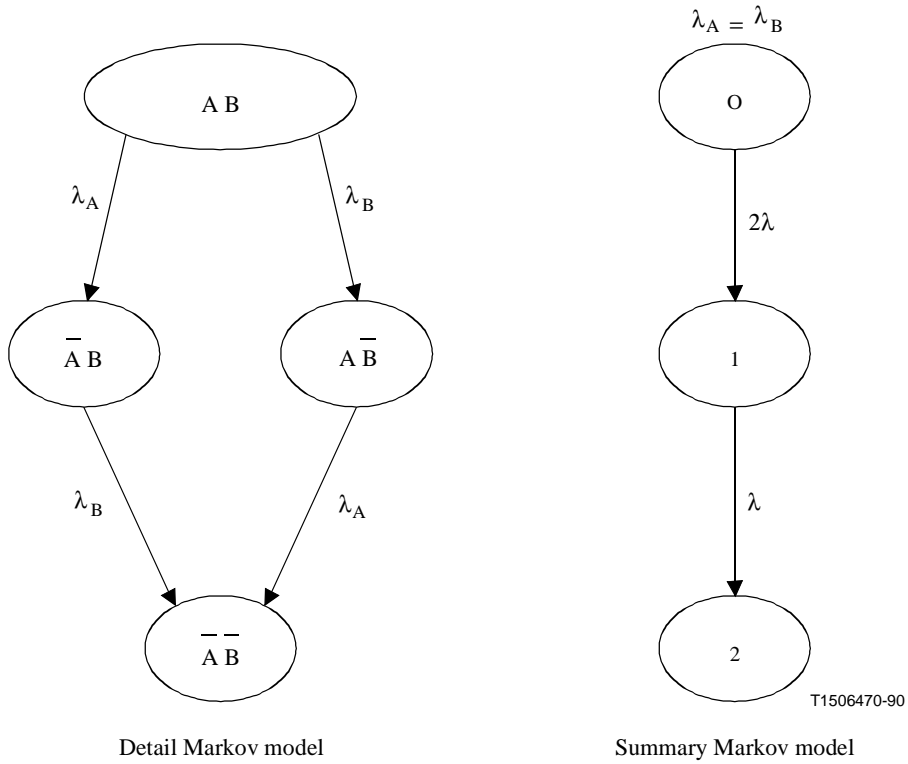 λA = λB
A B
O
λA
λB
2λ
A̅ B
A B̅
1
λB
λA
λ
A̅ B̅
2
T1506470-90
Detail Markov model
Summary Markov model